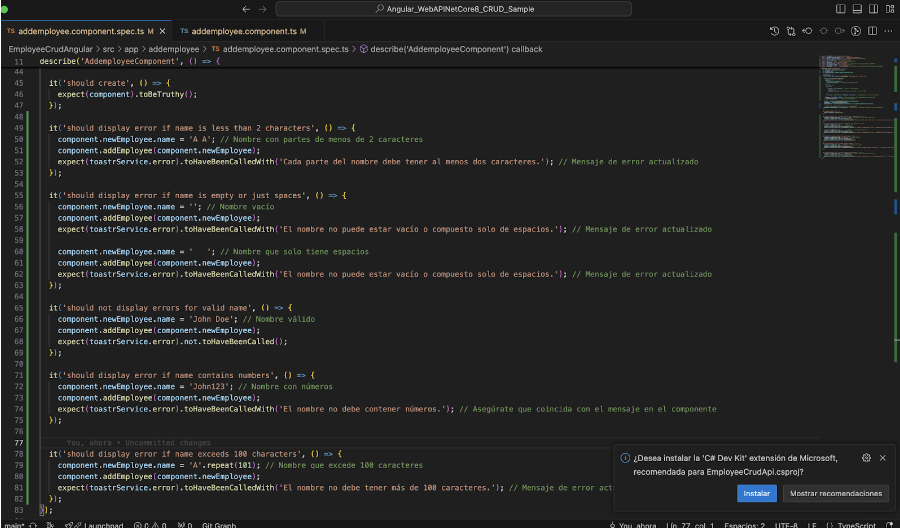 Angular_WebAPINetCore8_CRUD_Sample
TS addemployee.component.spec.ts M
TS addemployee.component.ts M
EmployeeCrudAngular > src > app > addemployee > TS addemployee.component.spec.ts > describe('AddemployeeComponent') callback
11 describe('AddemployeeComponent', () => {
44
45 it('should create', () => {
46 expect(component).toBeTruthy();
47 });
48
49 it('should display error if name is less than 2 characters', () => {
50 component.newEmployee.name = 'A A'; // Nombre con partes de menos de 2 caracteres
51 component.addEmployee(component.newEmployee);
52 expect(toastrService.error).toHaveBeenCalledWith('Cada parte del nombre debe tener al menos dos caracteres.'); // Mensaje de error actualizado
53 });
54
55 it('should display error if name is empty or just spaces', () => {
56 component.newEmployee.name = ''; // Nombre vacío
57 component.addEmployee(component.newEmployee);
58 expect(toastrService.error).toHaveBeenCalledWith('El nombre no puede estar vacío o compuesto solo de espacios.'); // Mensaje de error actualizado
59
60 component.newEmployee.name = '   '; // Nombre que solo tiene espacios
61 component.addEmployee(component.newEmployee);
62 expect(toastrService.error).toHaveBeenCalledWith('El nombre no puede estar vacío o compuesto solo de espacios.'); // Mensaje de error actualizado
63 });
64
65 it('should not display errors for valid name', () => {
66 component.newEmployee.name = 'John Doe'; // Nombre válido
67 component.addEmployee(component.newEmployee);
68 expect(toastrService.error).not.toHaveBeenCalled();
69 });
70
71 it('should display error if name contains numbers', () => {
72 component.newEmployee.name = 'John123'; // Nombre con números
73 component.addEmployee(component.newEmployee);
74 expect(toastrService.error).toHaveBeenCalledWith('El nombre no debe contener números.'); // Asegúrate que coincida con el mensaje en el componente
75 });
76
77 You, ahora • Uncommitted changes
78 it('should display error if name exceeds 100 characters', () => {
79 component.newEmployee.name = 'A'.repeat(101); // Nombre que excede 100 caracteres
80 component.addEmployee(component.newEmployee);
81 expect(toastrService.error).toHaveBeenCalledWith('El nombre no debe tener más de 100 caracteres.'); // Mensaje de error act
82 });
83 });
¿Desea instalar la 'C# Dev Kit' extensión de Microsoft,
recomendada para EmployeeCrudApi.csproj?
Instalar
Mostrar recomendaciones
main* Launchpad 0 0 0 Git Graph
You, ahora Lín. 77, col. 1 Espacios: 2 UTF-8 LF {} TypeScript